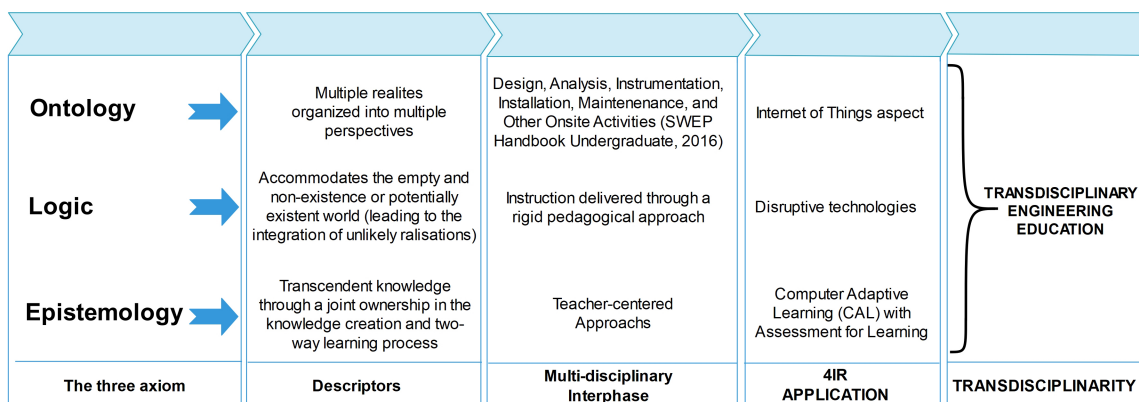 Ontology
Multiple realites
organized into multiple
perspectives
Design, Analysis, Instrumentation,
Installation, Maintenenance, and
Other Onsite Activities (SWEP
Handbook Undergraduate, 2016)
Internet of Things aspect
Logic
Accommodates the empty and
non-existence or potentially
existent world (leading to the
integration of unlikely ralisations)
Instruction delivered through a
rigid pedagogical approach
Disruptive technologies
TRANSDISCIPLINARY
ENGINEERING
EDUCATION
Epistemology
Transcendent knowledge
through a joint ownership in the
knowledge creation and two-
way learning process
Teacher-centered
Approachs
Computer Adaptive
Learning (CAL) with
Assessment for Learning
The three axiom
Descriptors
Multi-disciplinary
Interphase
4IR
APPLICATION
TRANSDISCIPLINARITY